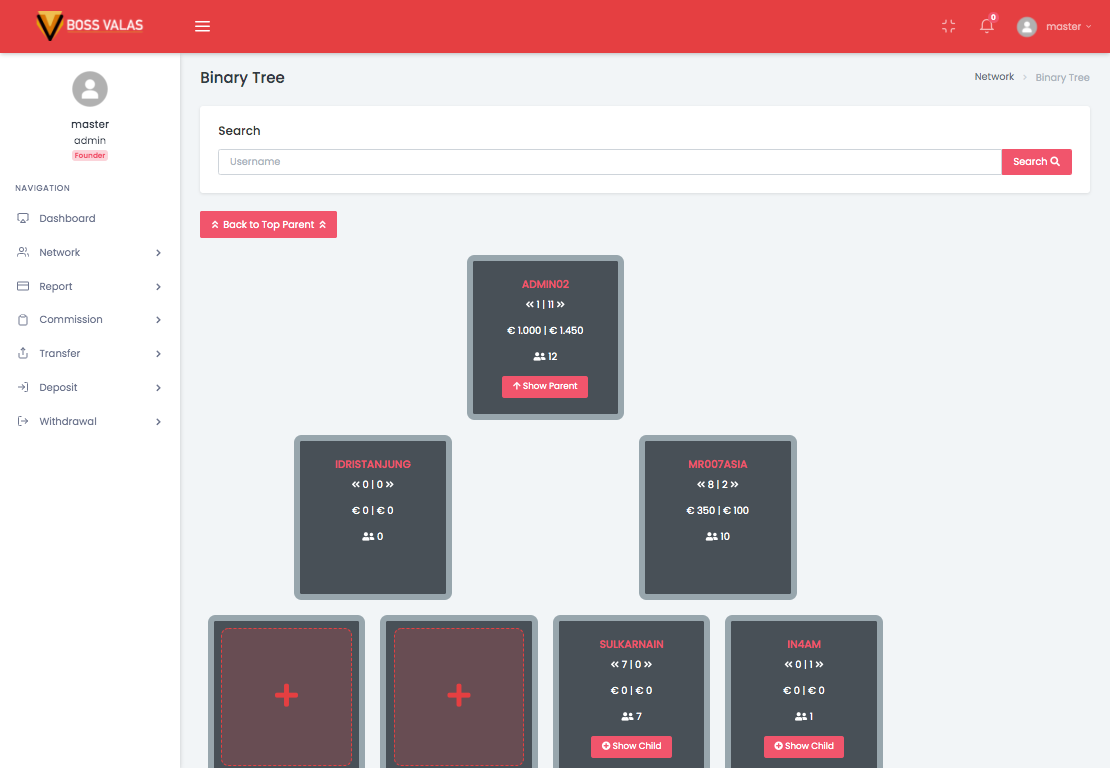 BOSS VALAS
0
master
master
admin
Founder
NAVIGATION
Dashboard
Network
Report
Commission
Transfer
Deposit
Withdrawal
Binary Tree
Network > Binary Tree
Search
Username
Search
Back to Top Parent
ADMIN02
« 1 | 11 »
€ 1.000 | € 1.450
12
Show Parent
IDRISTANJUNG
« 0 | 0 »
€ 0 | € 0
0
MR007ASIA
« 8 | 2 »
€ 350 | € 100
10
SULKARNAIN
« 7 | 0 »
€ 0 | € 0
7
Show Child
IN4AM
« 0 | 1 »
€ 0 | € 0
1
Show Child